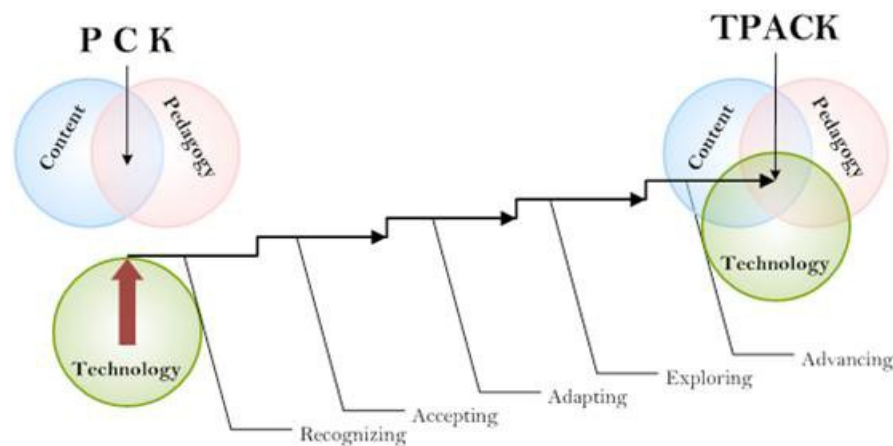 P C K
TPACK
Content
Pedagogy
Content
Pedagogy
Technology
Technology
Recognizing
Accepting
Adapting
Exploring
Advancing